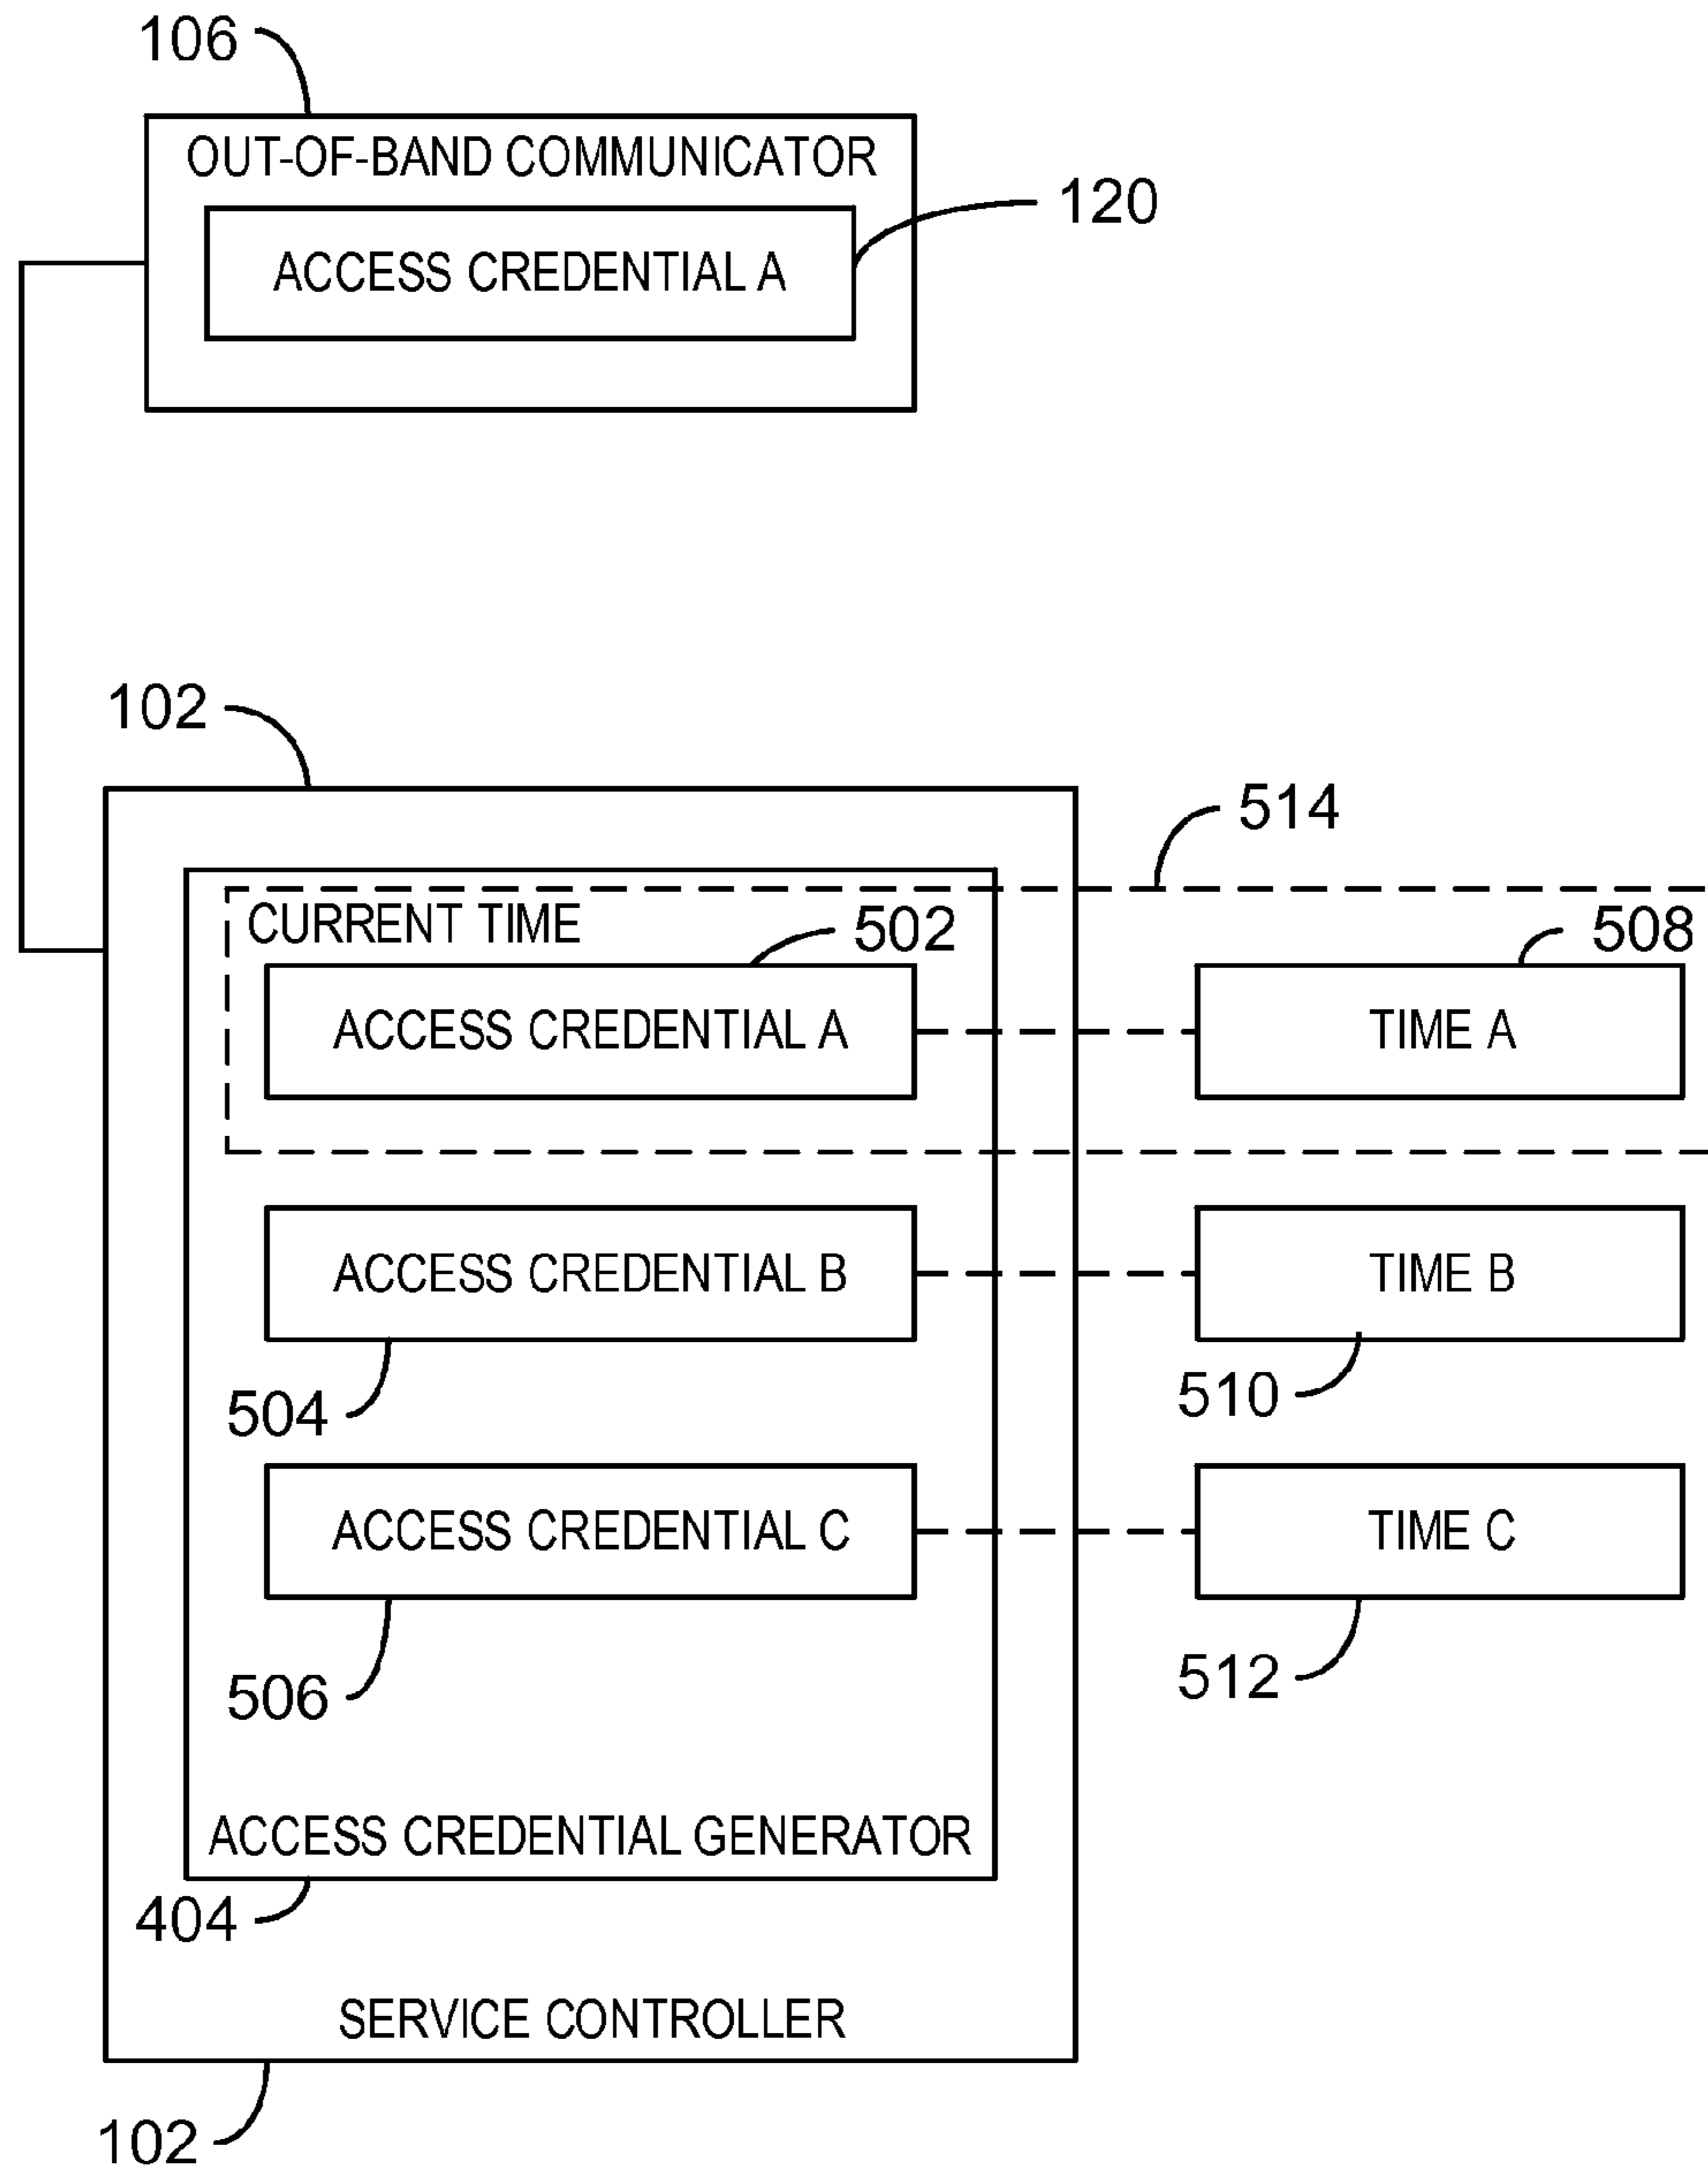 106
OUT-OF-BAND COMMUNICATOR
120
ACCESS CREDENTIAL A
102
514
CURRENT TIME
502
508
ACCESS CREDENTIAL A
TIME A
ACCESS CREDENTIAL B
TIME B
504
510
ACCESS CREDENTIAL C
TIME C
506
512
ACCESS CREDENTIAL GENERATOR
404
SERVICE CONTROLLER
102